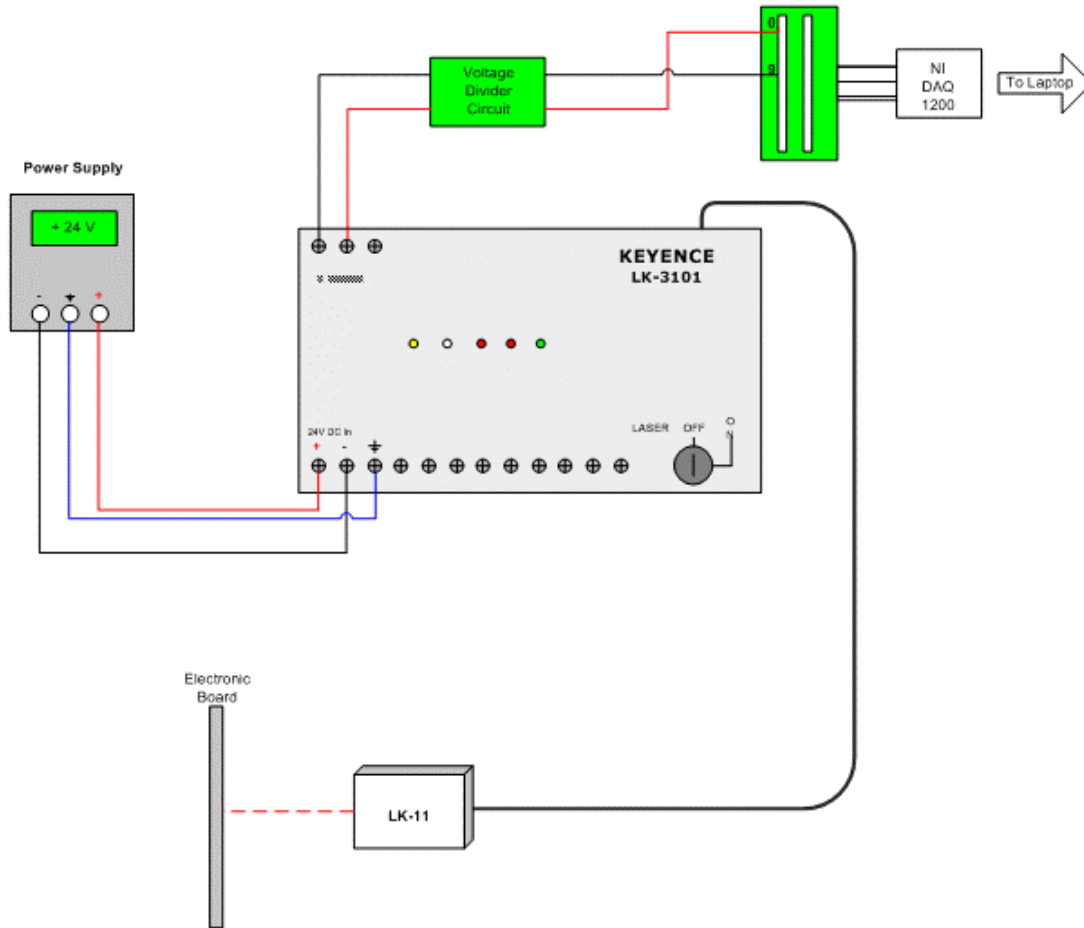 Voltage
Divider
Circuit
0
9
NI
DAQ
1200
To Laptop
Power Supply
+ 24 V
- +
KEYENCE
LK-3101
24V DC In
+ -
LASER OFF ON
Electronic
Board
LK-11